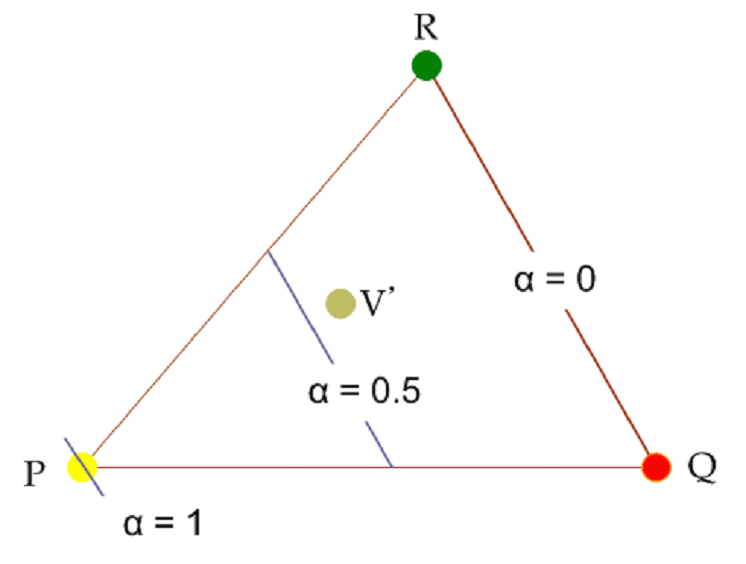 R
α = 0
V’
α = 0.5
P
Q
α = 1